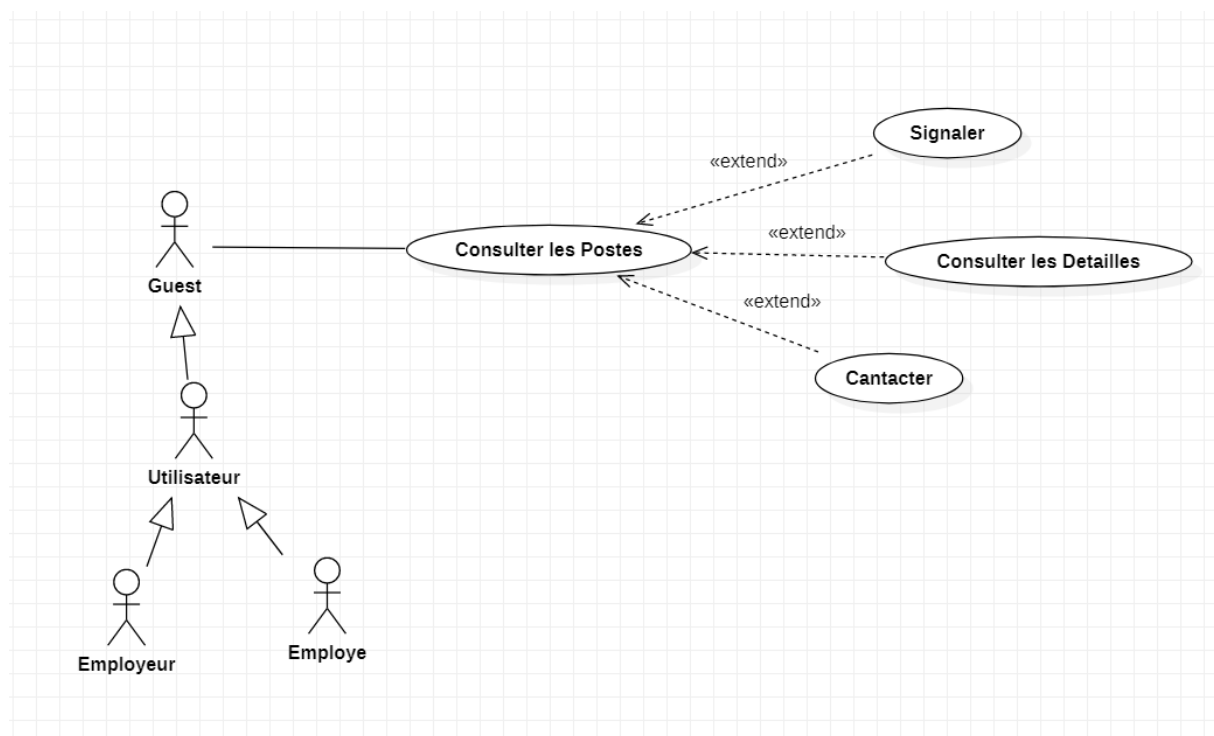 Signaler
«extend»
«extend»
Consulter les Postes
Consulter les Detailles
Guest
«extend»
Cantacter
Utilisateur
Employe
Employeur